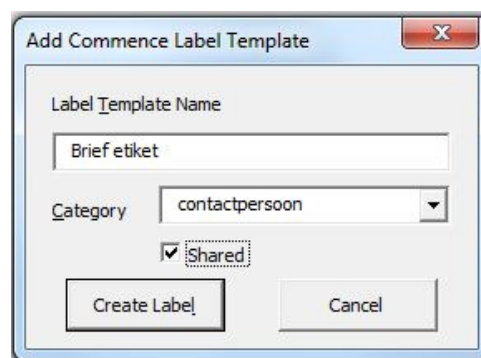 Add Commence Label Template
Label Template Name
Brief etiket
Category
contactpersoon
Shared
Create Label
Cancel